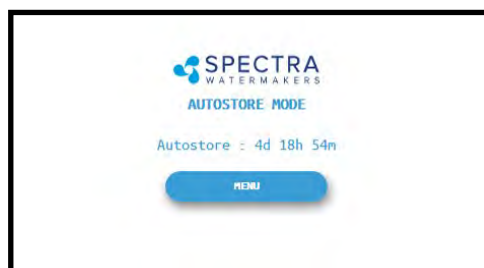 SPECTRA
WATERMAKERS
AUTOSTORE MODE
Autostore : 4d 18h 54m
MENU